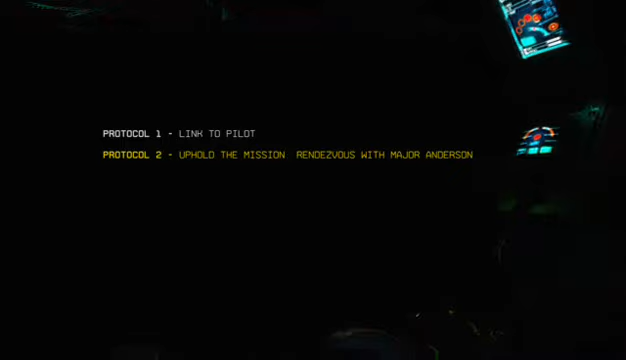 PROTOCOL 1 - LINK TO PILOT
PROTOCOL 2 - UPHOLD THE MISSION RENDEZVOUS WITH MAJOR ANDERSON